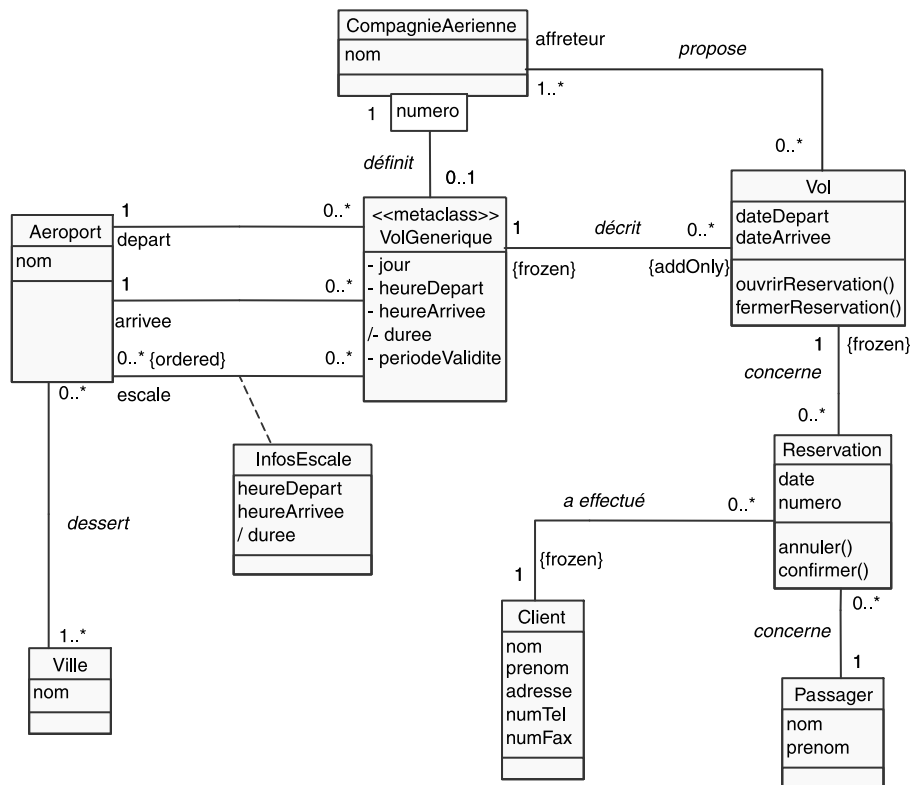 CompagnieAerienne
nom
affreteur
propose
1..*
1
numero
définit
0..1
0..*
Vol
dateDepart
dateArrivee
ouvrirReservation()
fermerReservation()
Aeroport
nom
1
0..*
depart
1
0..*
arrivee
0..* {ordered}
0..*
escale
<<metaclass>>
VolGenerique
- jour
- heureDepart
- heureArrivee
/- duree
- periodeValidite
1
décrit
0..*
{frozen}
{addOnly}
1
{frozen}
concerne
0..*
0..*
InfosEscale
heureDepart
heureArrivee
/ duree
Reservation
date
numero
annuler()
confirmer()
a effectué
0..*
{frozen}
1
dessert
1..*
Ville
nom
Client
nom
prenom
adresse
numTel
numFax
0..*
concerne
1
Passager
nom
prenom